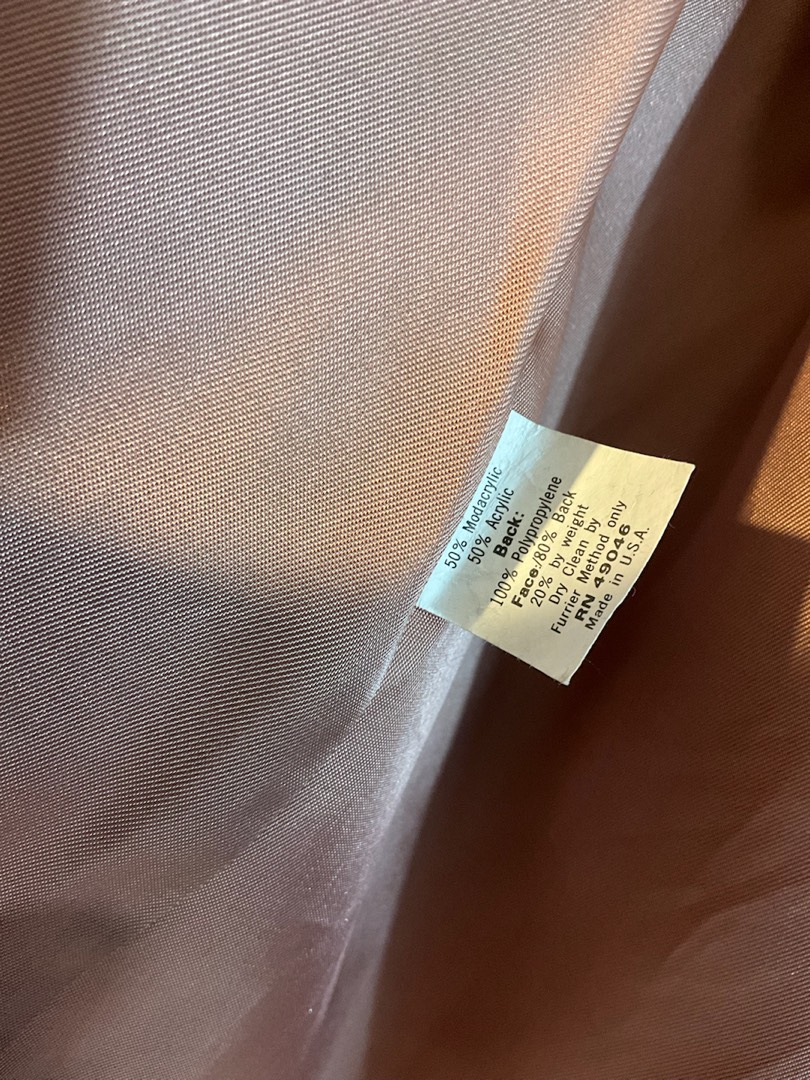 50% Modacrylic
50% Acrylic
Back:
100% Polypropylene
Face:/80% Back
20% by weight
Dry Clean by
Furrier Method only
RN 49046
Made in U.S.A.